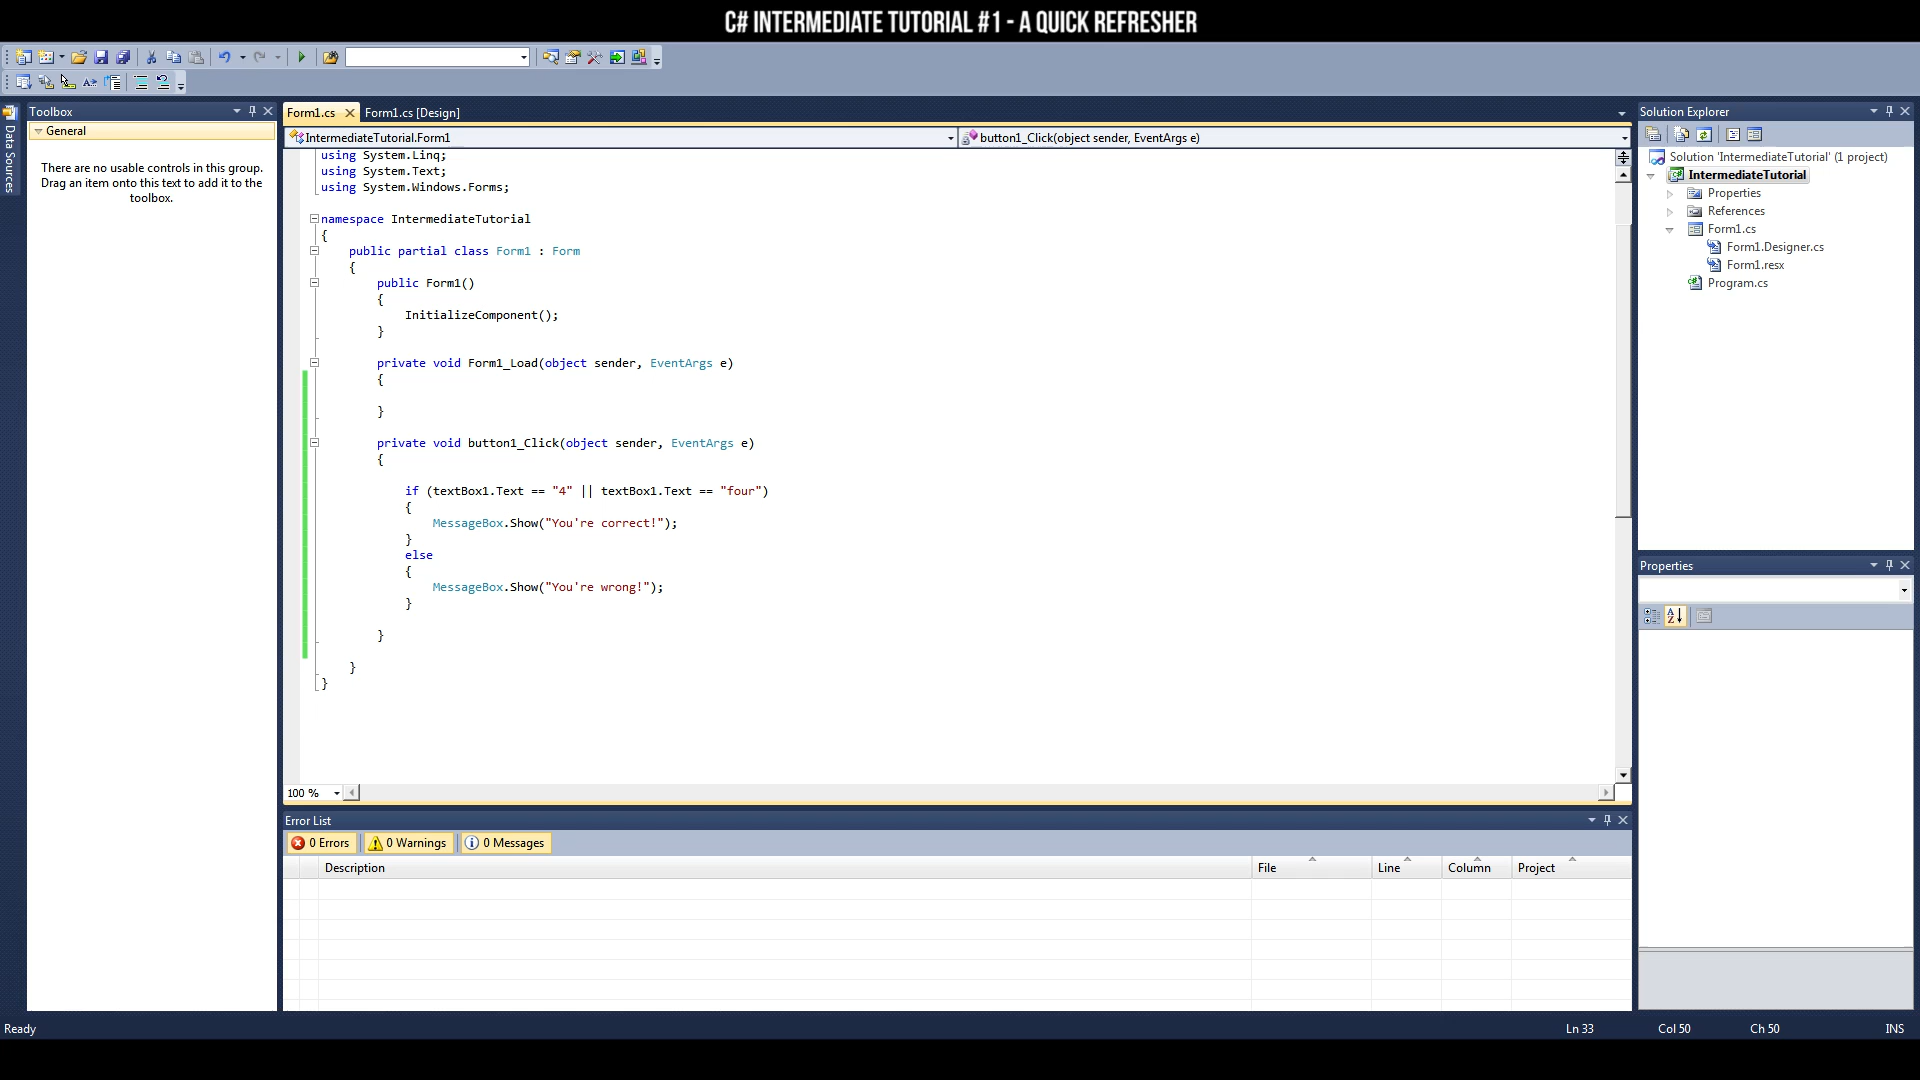 C# INTERMEDIATE TUTORIAL #1 - A QUICK REFRESHER
Data Sources
Toolbox
General
There are no usable controls in this group.
Drag an item onto this text to add it to the
toolbox.
Form1.cs
Form1.cs [Design]
IntermediateTutorial.Form1
button1_Click(object sender, EventArgs e)
using System.Linq;
using System.Text;
using System.Windows.Forms;
namespace IntermediateTutorial
{
public partial class Form1 : Form
{
public Form1()
{
InitializeComponent();
}
private void Form1_Load(object sender, EventArgs e)
{
}
private void button1_Click(object sender, EventArgs e)
{
if (textBox1.Text == "4" || textBox1.Text == "four")
{
MessageBox.Show("You're correct!");
}
else
{
MessageBox.Show("You're wrong!");
}
}
}
}
100 %
Error List
0 Errors
0 Warnings
0 Messages
Description
File
Line
Column
Project
Solution Explorer
Solution 'IntermediateTutorial' (1 project)
IntermediateTutorial
Properties
References
Form1.cs
Form1.Designer.cs
Form1.resx
Program.cs
Properties
Ready
Ln 33
Col 50
Ch 50
INS